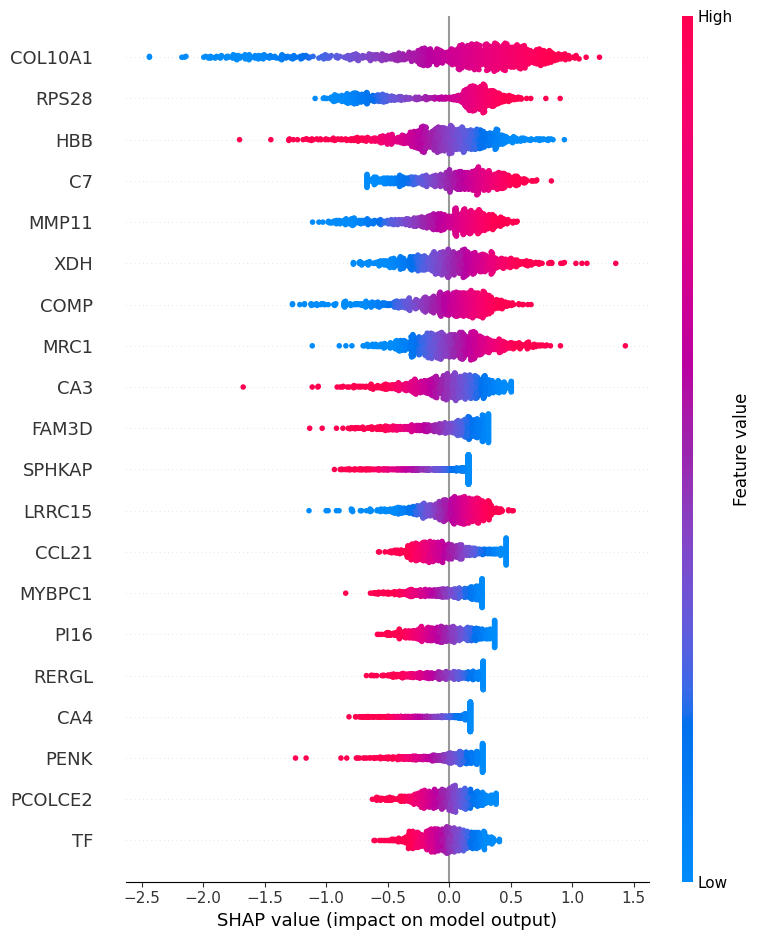 High
COL10A1
RPS28
HBB
C7
MMP11
XDH
COMP
MRC1
CA3
FAM3D
SPHKAP
LRRC15
CCL21
MYBPC1
PI16
RERGL
CA4
PENK
PCOLCE2
TF
Feature value
Low
−2.5 −2.0 −1.5 −1.0 −0.5 0.0 0.5 1.0 1.5
SHAP value (impact on model output)